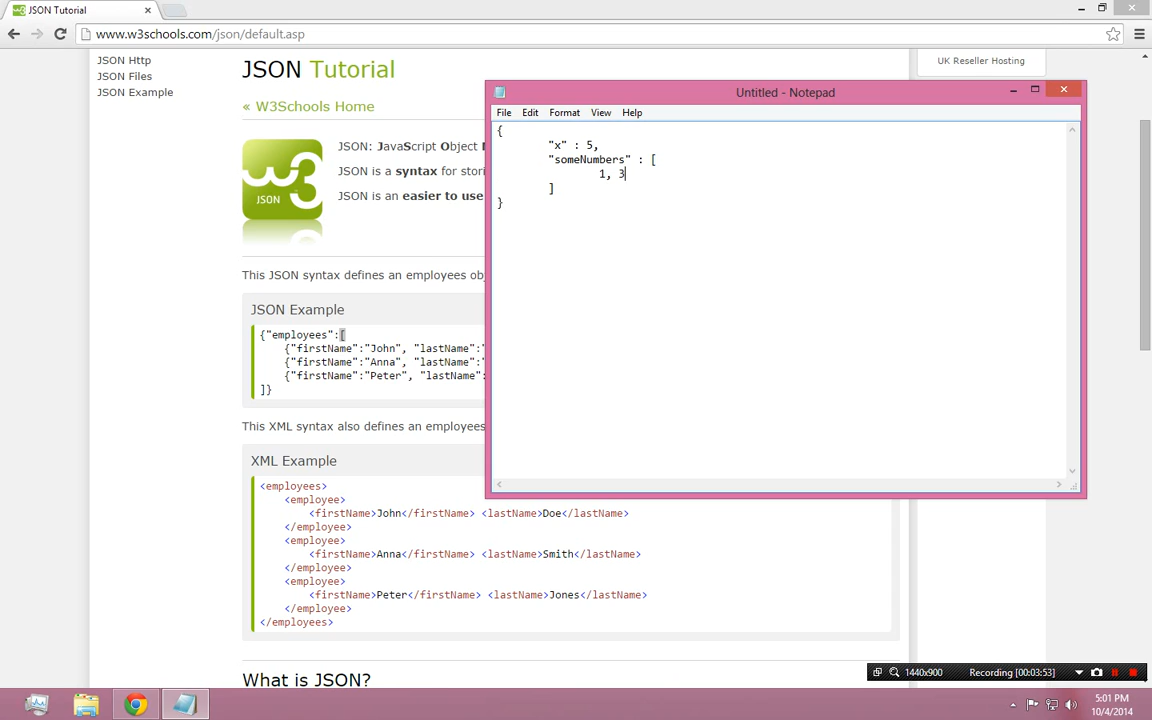 JSON Tutorial
www.w3schools.com/json/default.asp
JSON Http
JSON Files
JSON Example
JSON Tutorial
« W3Schools Home
JSON
JSON: JavaScript Object
JSON is a syntax for stori
JSON is an easier to use
This JSON syntax defines an employees obj
JSON Example
{"employees":[
{"firstName":"John", "lastName":"
{"firstName":"Anna", "lastName":"
{"firstName":"Peter", "lastName":
]}
This XML syntax also defines an employees
XML Example
<employees>
<employee>
<firstName>John</firstName> <lastName>Doe</lastName>
</employee>
<employee>
<firstName>Anna</firstName> <lastName>Smith</lastName>
</employee>
<employee>
<firstName>Peter</firstName> <lastName>Jones</lastName>
</employee>
</employees>
What is JSON?
UK Reseller Hosting
Untitled - Notepad
File Edit Format View Help
{
"x" : 5,
"someNumbers" : [
1, 3
]
}
1440x900 Recording [00:03:53]
5:01 PM
10/4/2014